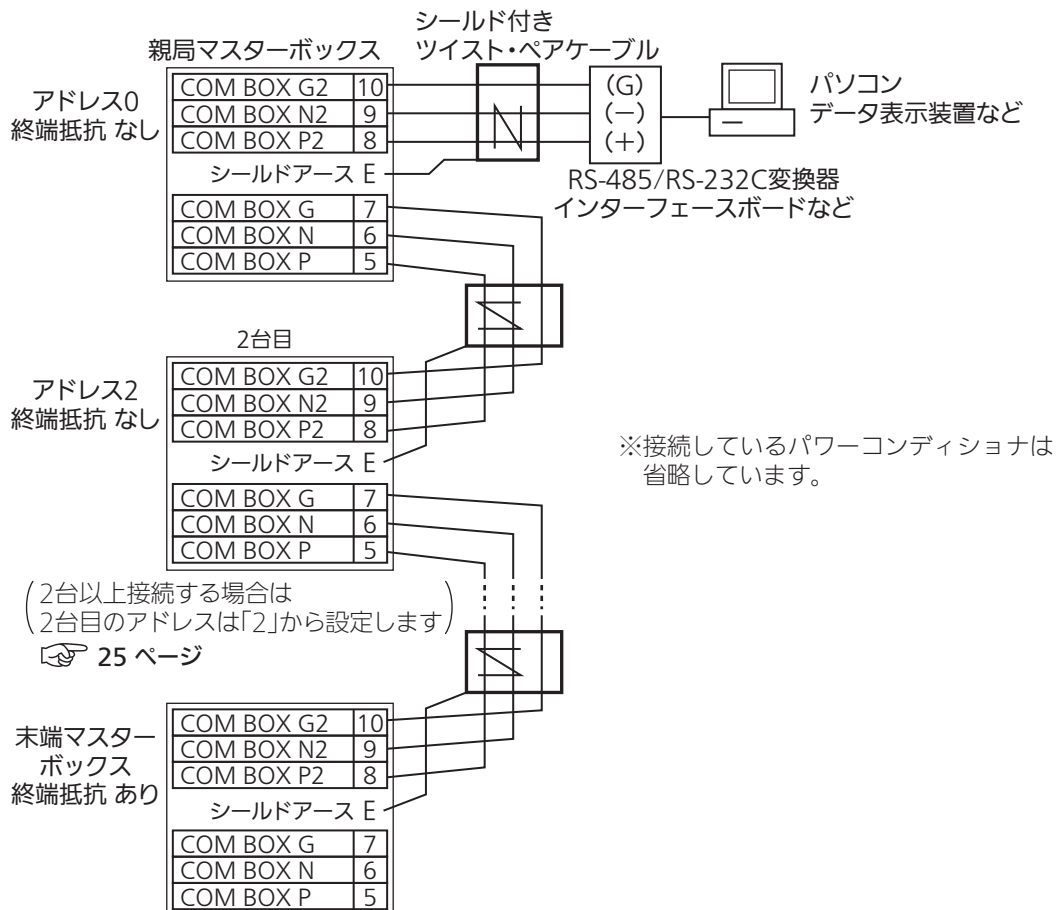 シールド付き
ツイスト・ペアケーブル
親局マスターボックス
アドレス0
終端抵抗 なし
COM BOX G2 10
COM BOX N2 9
COM BOX P2 8
シールドアース E
COM BOX G 7
COM BOX N 6
COM BOX P 5
(G)
(−)
(+)
RS-485/RS-232C変換器
インターフェースボードなど
パソコン
データ表示装置など
2台目
アドレス2
終端抵抗 なし
COM BOX G2 10
COM BOX N2 9
COM BOX P2 8
シールドアース E
COM BOX G 7
COM BOX N 6
COM BOX P 5
※接続しているパワーコンディショナは
省略しています。
(2台以上接続する場合は
2台目のアドレスは「2」から設定します)
☞ 25 ページ
末端マスター
ボックス
終端抵抗 あり
COM BOX G2 10
COM BOX N2 9
COM BOX P2 8
シールドアース E
COM BOX G 7
COM BOX N 6
COM BOX P 5